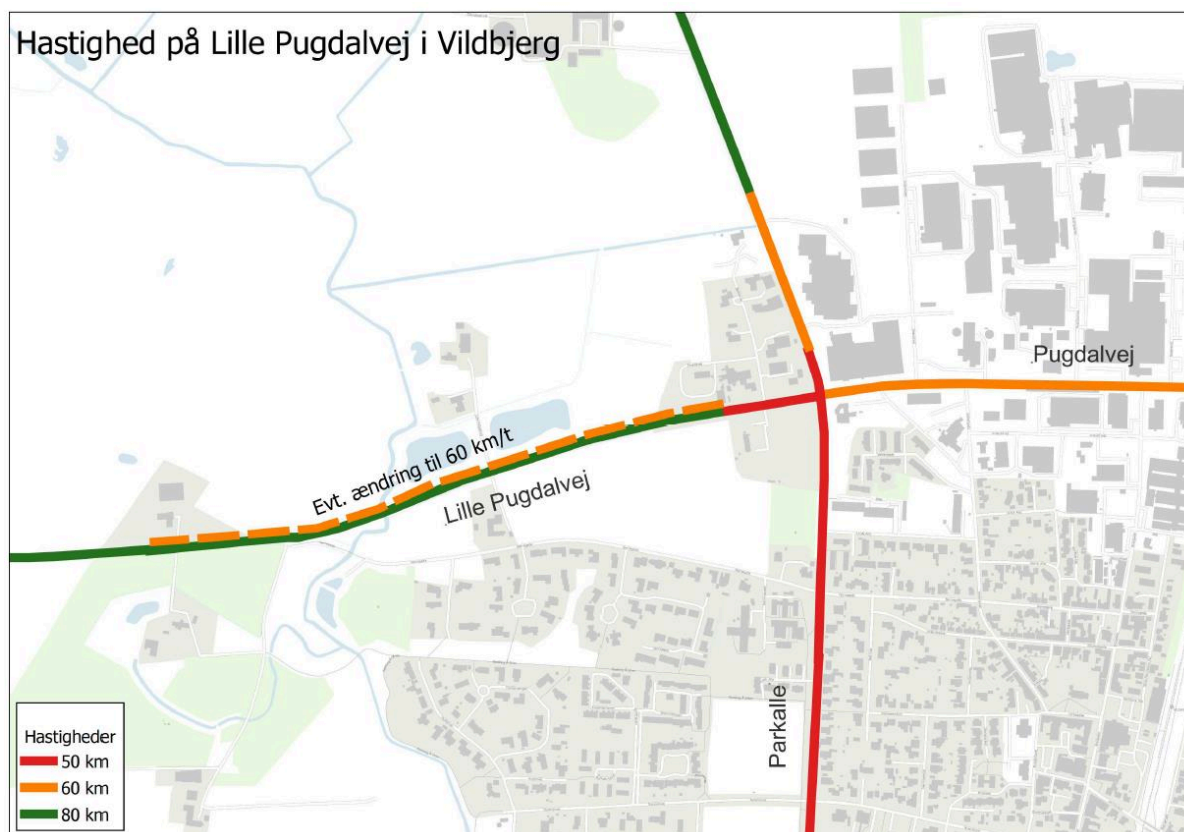 Hastighed på Lille Pugdalvej i Vildbjerg
Pugdalvej
Evt. ændring til 60 km/t
Lille Pugdalvej
Parkalle
Hastigheder
50 km
60 km
80 km